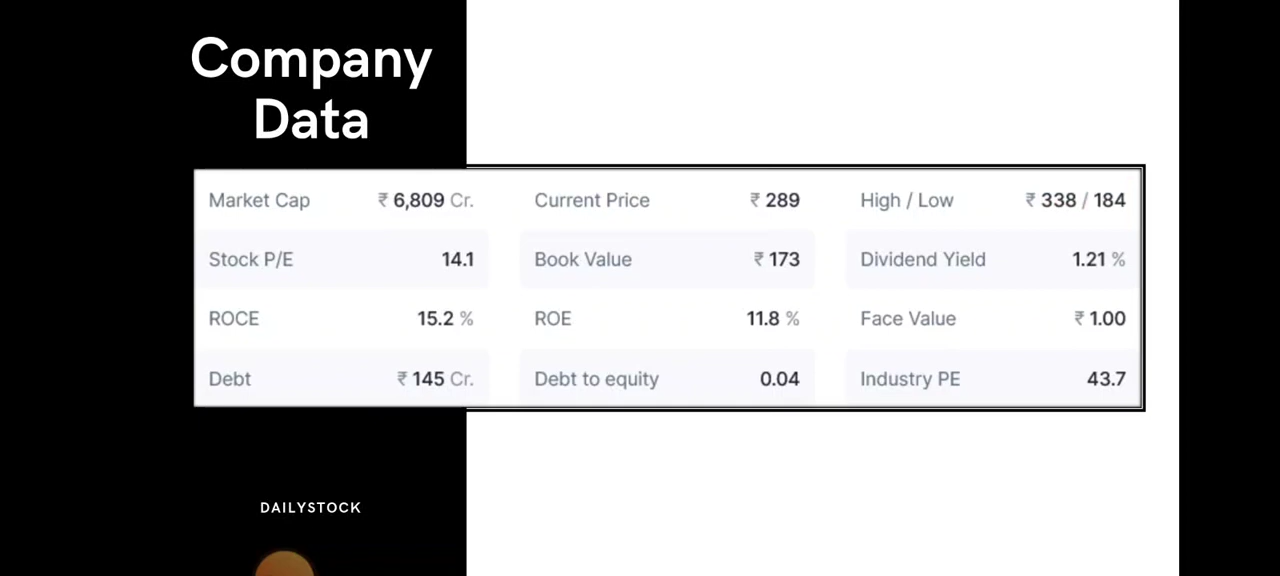 Company
Data
Market Cap ₹ 6,809 Cr. Current Price ₹ 289 High / Low ₹ 338 / 184
Stock P/E 14.1 Book Value ₹ 173 Dividend Yield 1.21 %
ROCE 15.2 % ROE 11.8 % Face Value ₹ 1.00
Debt ₹ 145 Cr. Debt to equity 0.04 Industry PE 43.7
DAILYSTOCK